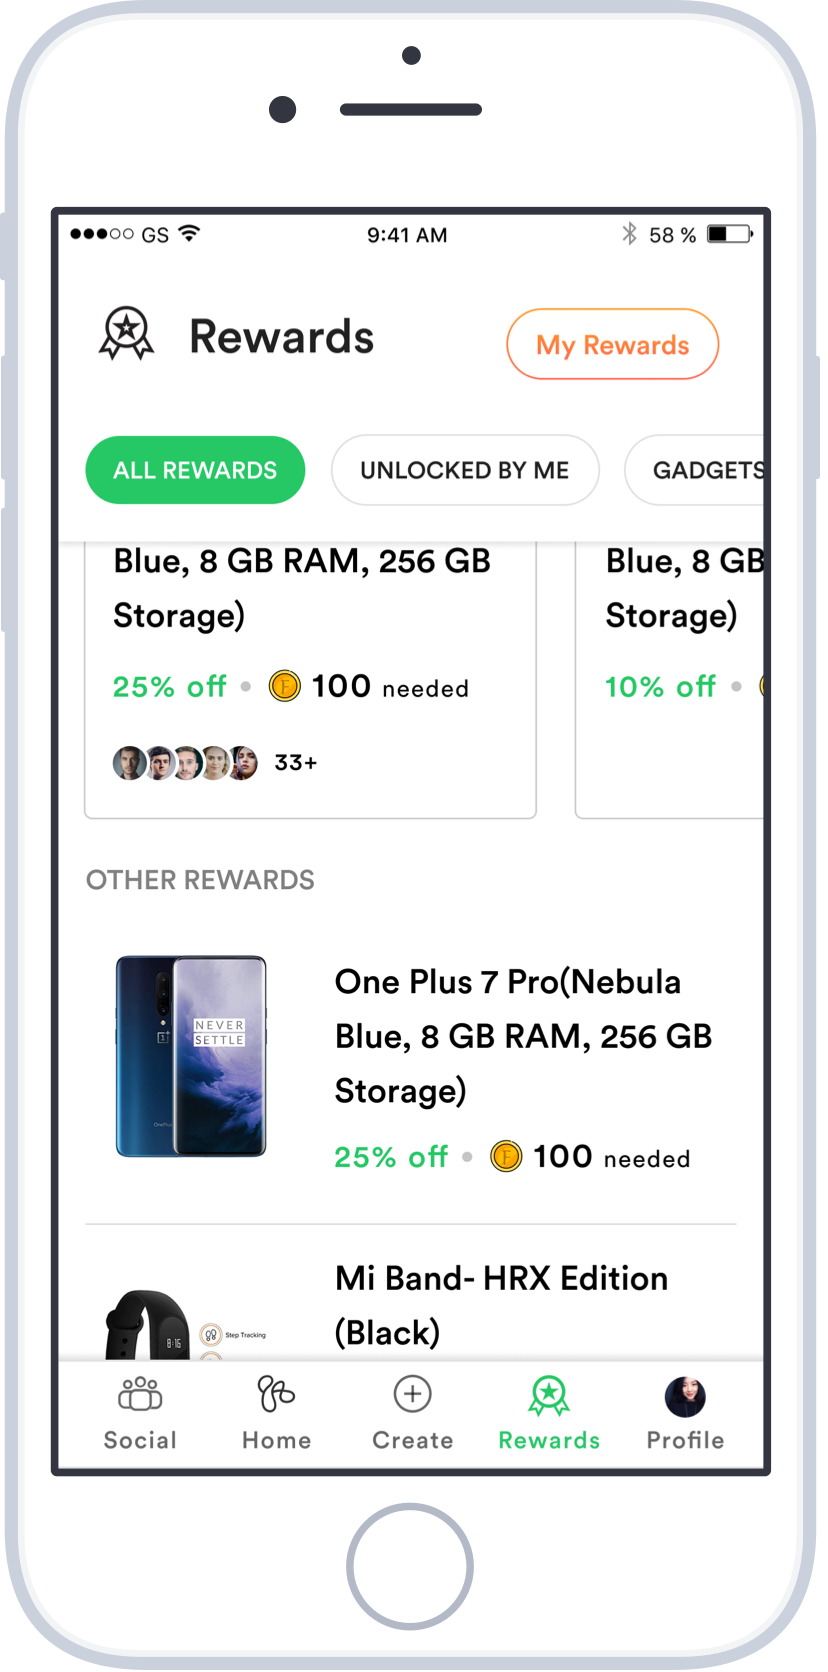 GS
9:41 AM
58 %
Rewards
My Rewards
ALL REWARDS
UNLOCKED BY ME
GADGETS
Blue, 8 GB RAM, 256 GB
Storage)
25% off
100 needed
33+
Blue, 8 GB
Storage)
10% off
OTHER REWARDS
NEVER
SETTLE
One Plus 7 Pro(Nebula
Blue, 8 GB RAM, 256 GB
Storage)
25% off
100 needed
Mi Band- HRX Edition
(Black)
Step Tracking
Social
Home
Create
Rewards
Profile